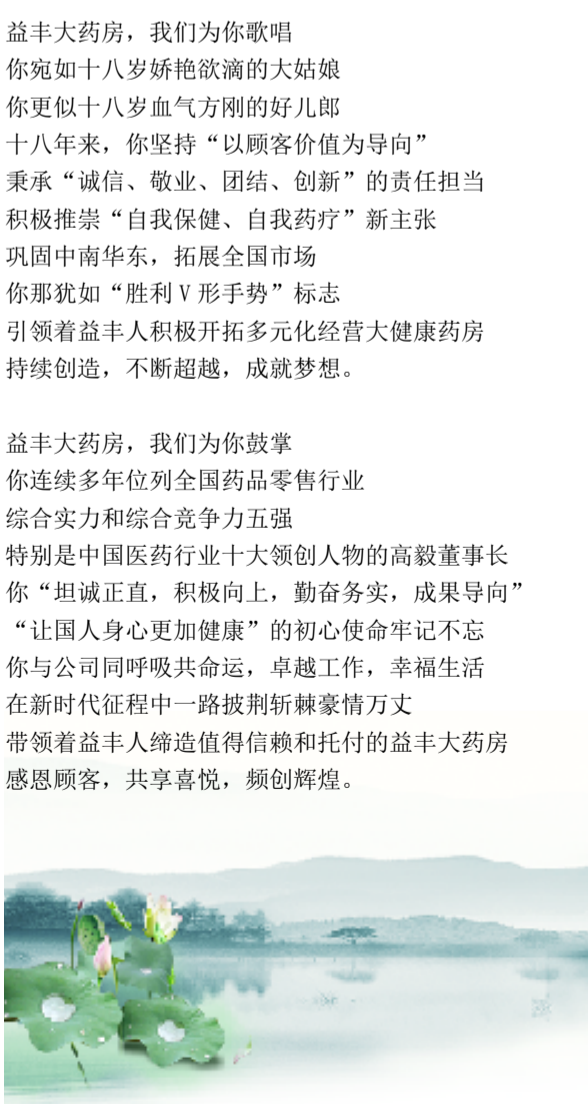 益丰大药房，我们为你歌唱
你宛如十八岁娇艳欲滴的大姑娘
你更似十八岁血气方刚的好儿郎
十八年来，你坚持“以顾客价值为导向”
秉承“诚信、敬业、团结、创新”的责任担当
积极推崇“自我保健、自我药疗”新主张
巩固中南华东，拓展全国市场
你那犹如“胜利 V 形手势”标志
引领着益丰人积极开拓多元化经营大健康药房
持续创造，不断超越，成就梦想。
益丰大药房，我们为你鼓掌
你连续多年位列全国药品零售行业
综合实力和综合竞争力五强
特别是中国医药行业十大领创人物的高毅董事长
你“坦诚正直，积极向上，勤奋务实，成果导向”
“让国人身心更加健康”的初心使命牢记不忘
你与公司同呼吸共命运，卓越工作，幸福生活
在新时代征程中一路披荆斩棘豪情万丈
带领着益丰人缔造值得信赖和托付的益丰大药房
感恩顾客，共享喜悦，频创辉煌。